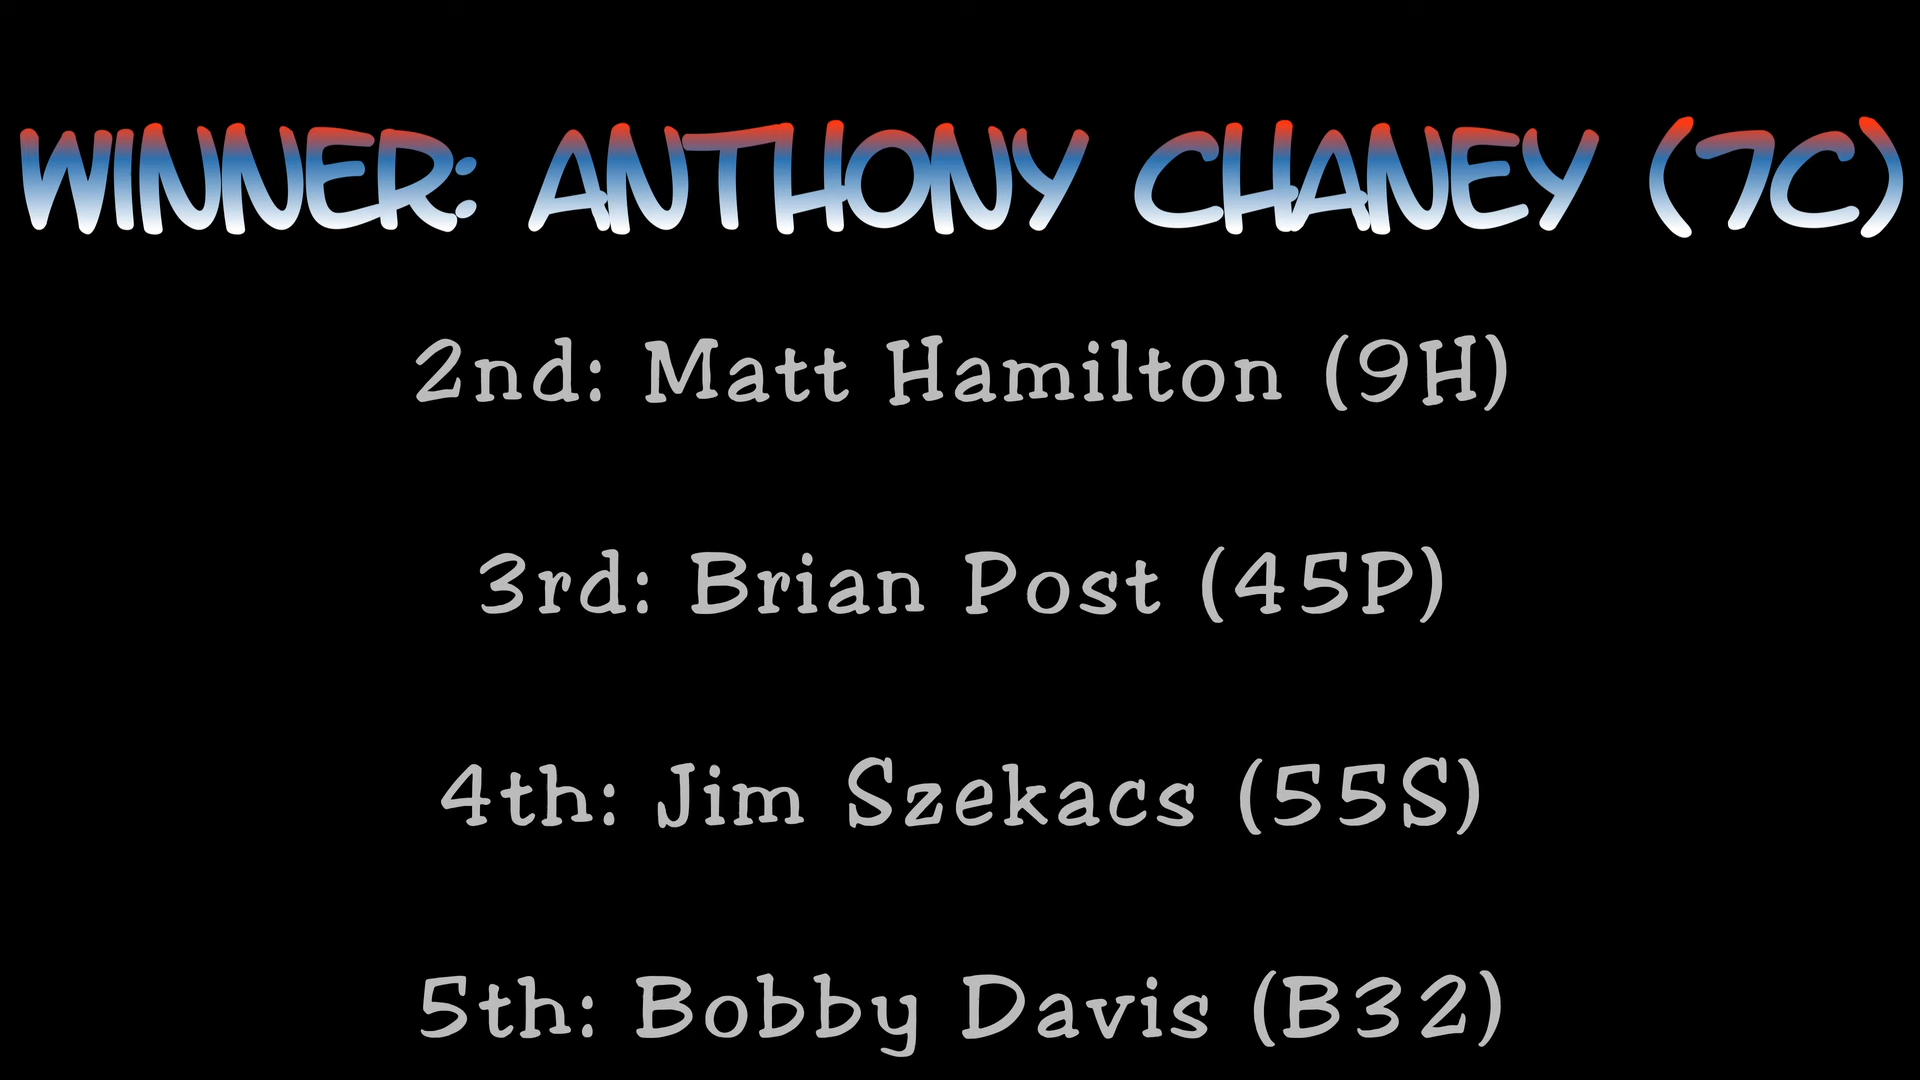 WINNER: ANTHONY CHANEY (7C)
2nd: Matt Hamilton (9H)
3rd: Brian Post (45P)
4th: Jim Szekacs (55S)
5th: Bobby Davis (B32)